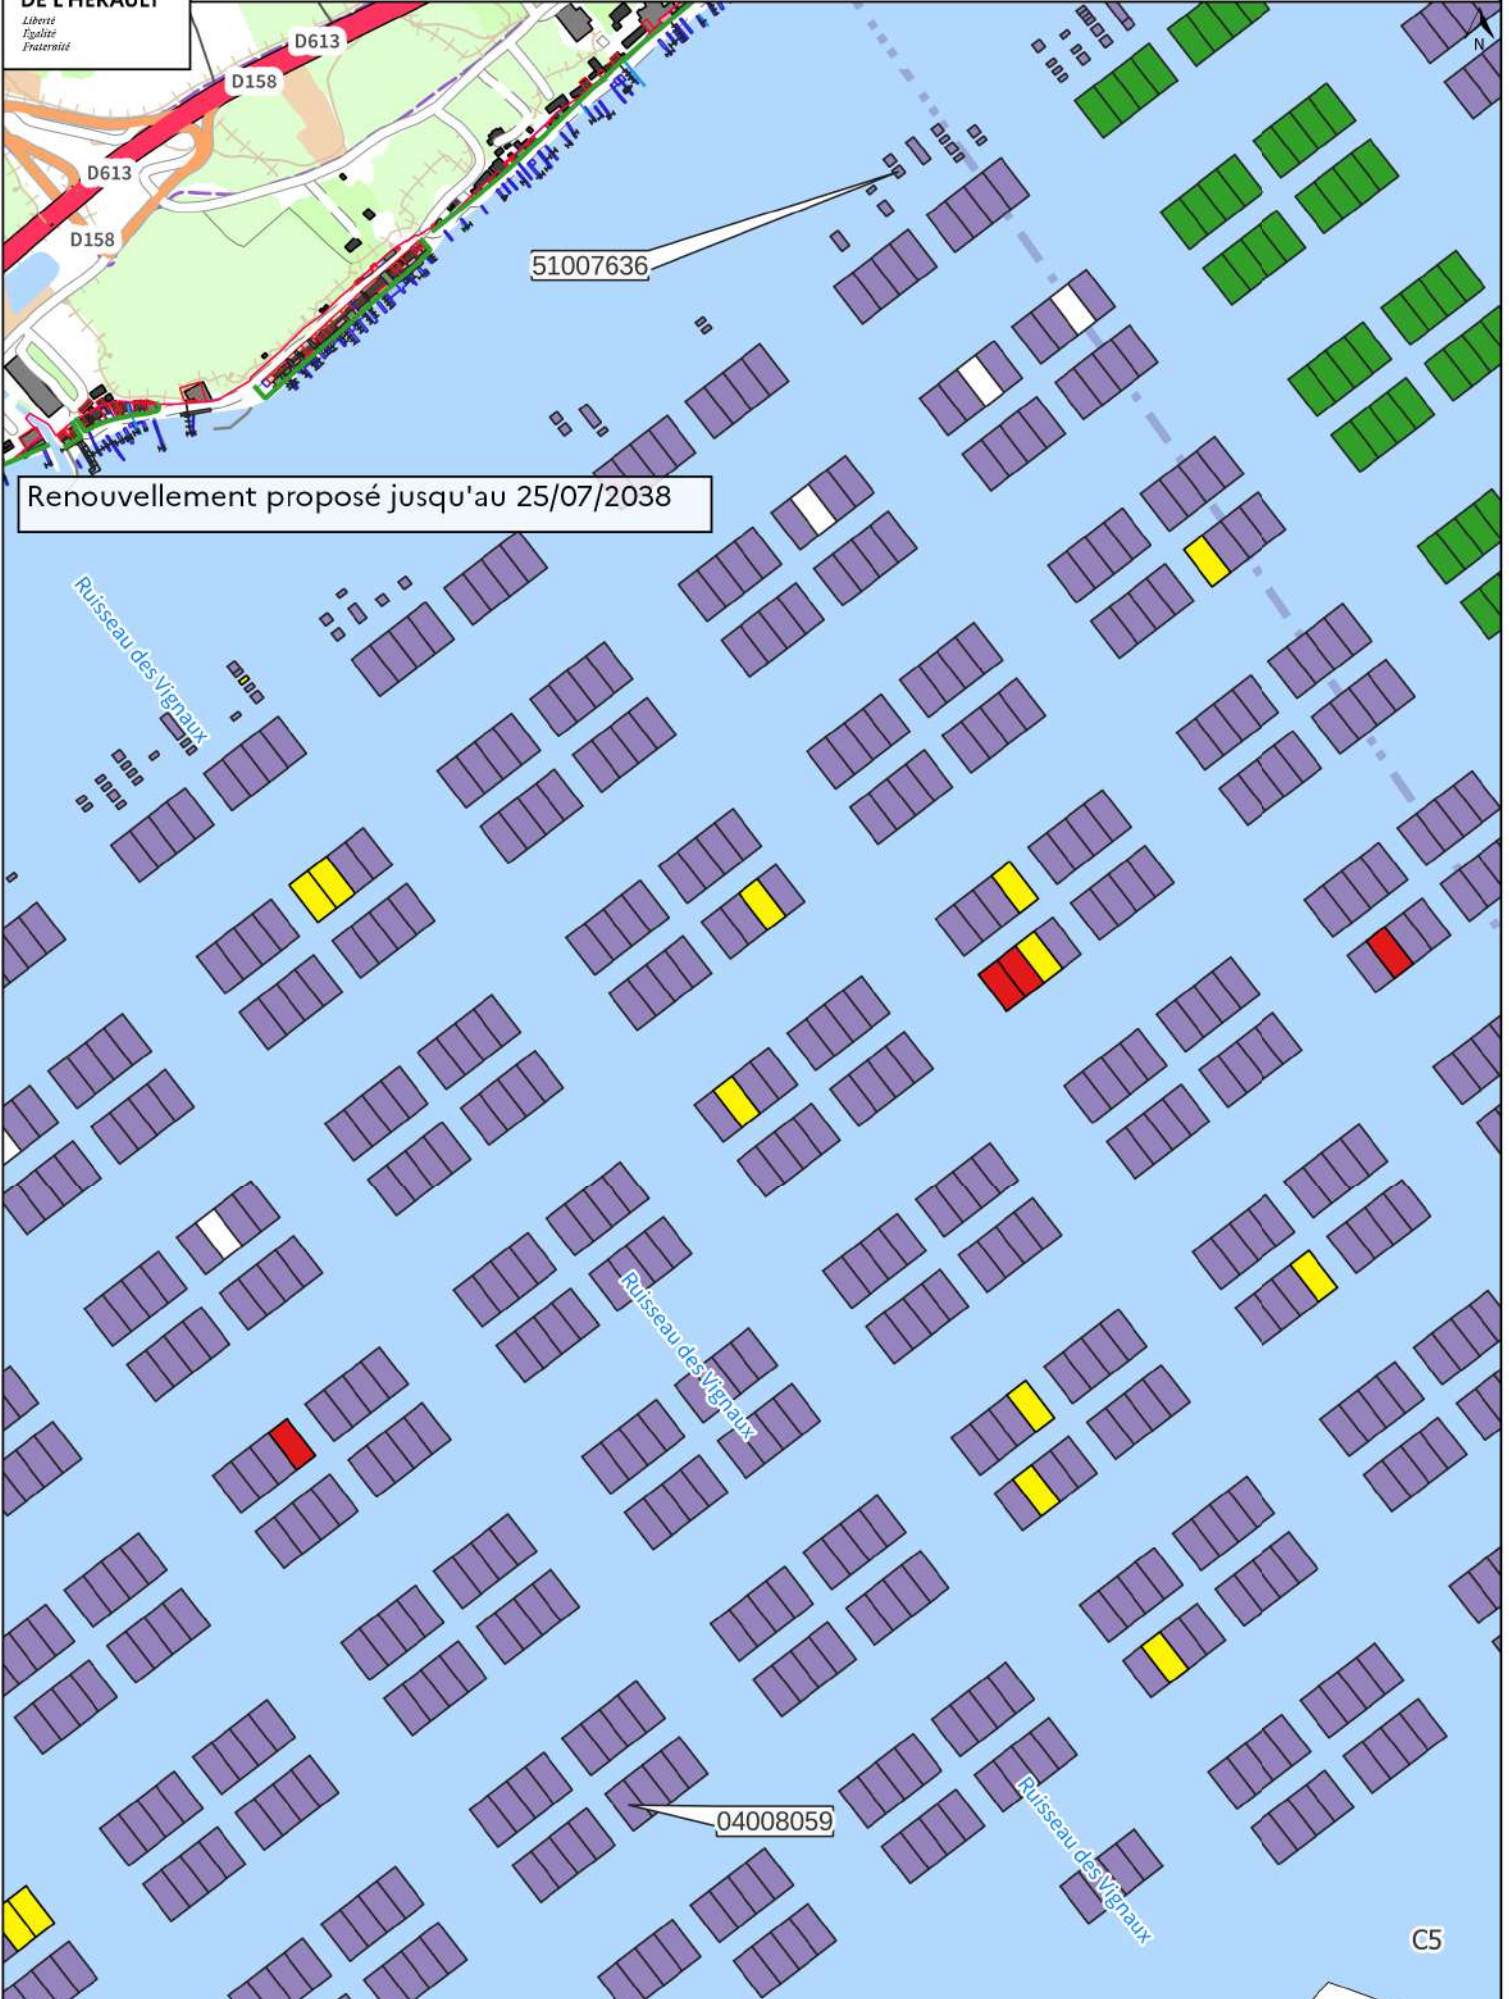 DE L'HÉRAULT
Liberté
Égalité
Fraternité
D613
D158
D613
D158
N
51007636
Renouvellement proposé jusqu'au 25/07/2038
Ruisseau des Vignaux
Ruisseau des Vignaux
04008059
Ruisseau des Vignaux
C5